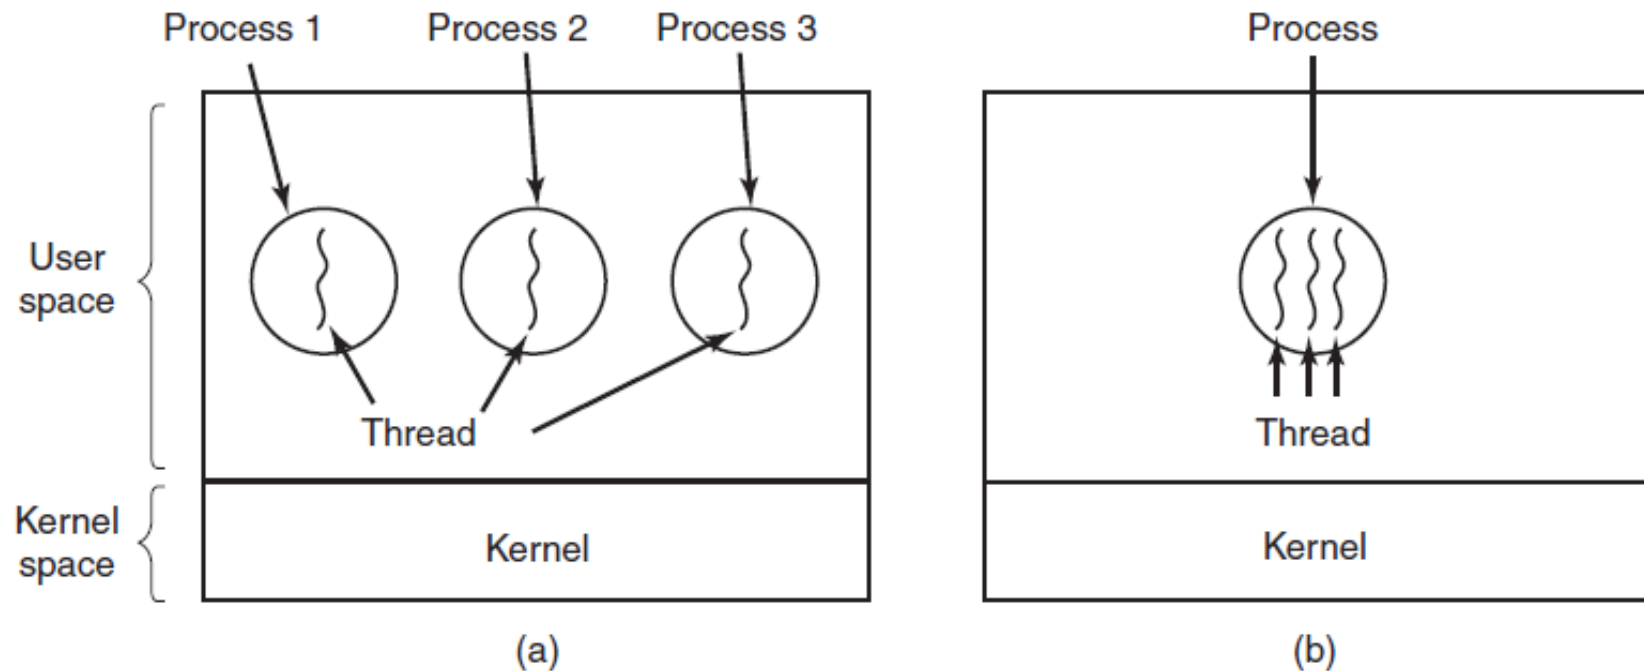 Process 1
Process 2
Process 3
Process
User
space
Thread
Thread
Kernel
space
Kernel
Kernel
(a)
(b)